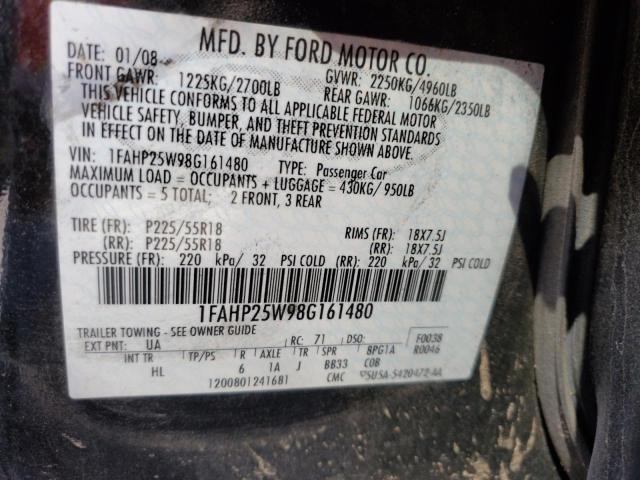 MFD. BY FORD MOTOR CO.
DATE: 01/08
GVWR: 2250KG/4960LB
FRONT GAWR: 1225KG/2700LB REAR GAWR: 1066KG/2350LB
THIS VEHICLE CONFORMS TO ALL APPLICABLE FEDERAL MOTOR
VEHICLE SAFETY, BUMPER, AND THEFT PREVENTION STANDARDS
IN EFFECT ON THE DATE OF MANUFACTURE SHOWN ABOVE.
VIN: 1FAHP25W98G161480 TYPE: Passenger Car
MAXIMUM LOAD = OCCUPANTS + LUGGAGE = 430KG/950LB
OCCUPANTS = 5 TOTAL; 2 FRONT, 3 REAR
TIRE (FR): P225/55R18 RIMS (FR): 18X7.5J
(RR): P225/55R18 (RR): 18X7.5J
PRESSURE (FR): 220 kPa/ 32 PSI COLD (RR): 220 kPa/ 32 PSI COLD
1FAHP25W98G161480
TRAILER TOWING - SEE OWNER GUIDE
EXT PNT: UA RC: 71 DSO: F0038
INT TR TP/PS R AXLE TR SPR 8PG1A R0046
HL 6 1A J BB33 COB
1200801241681 CMC 5U5A-5420472-AA